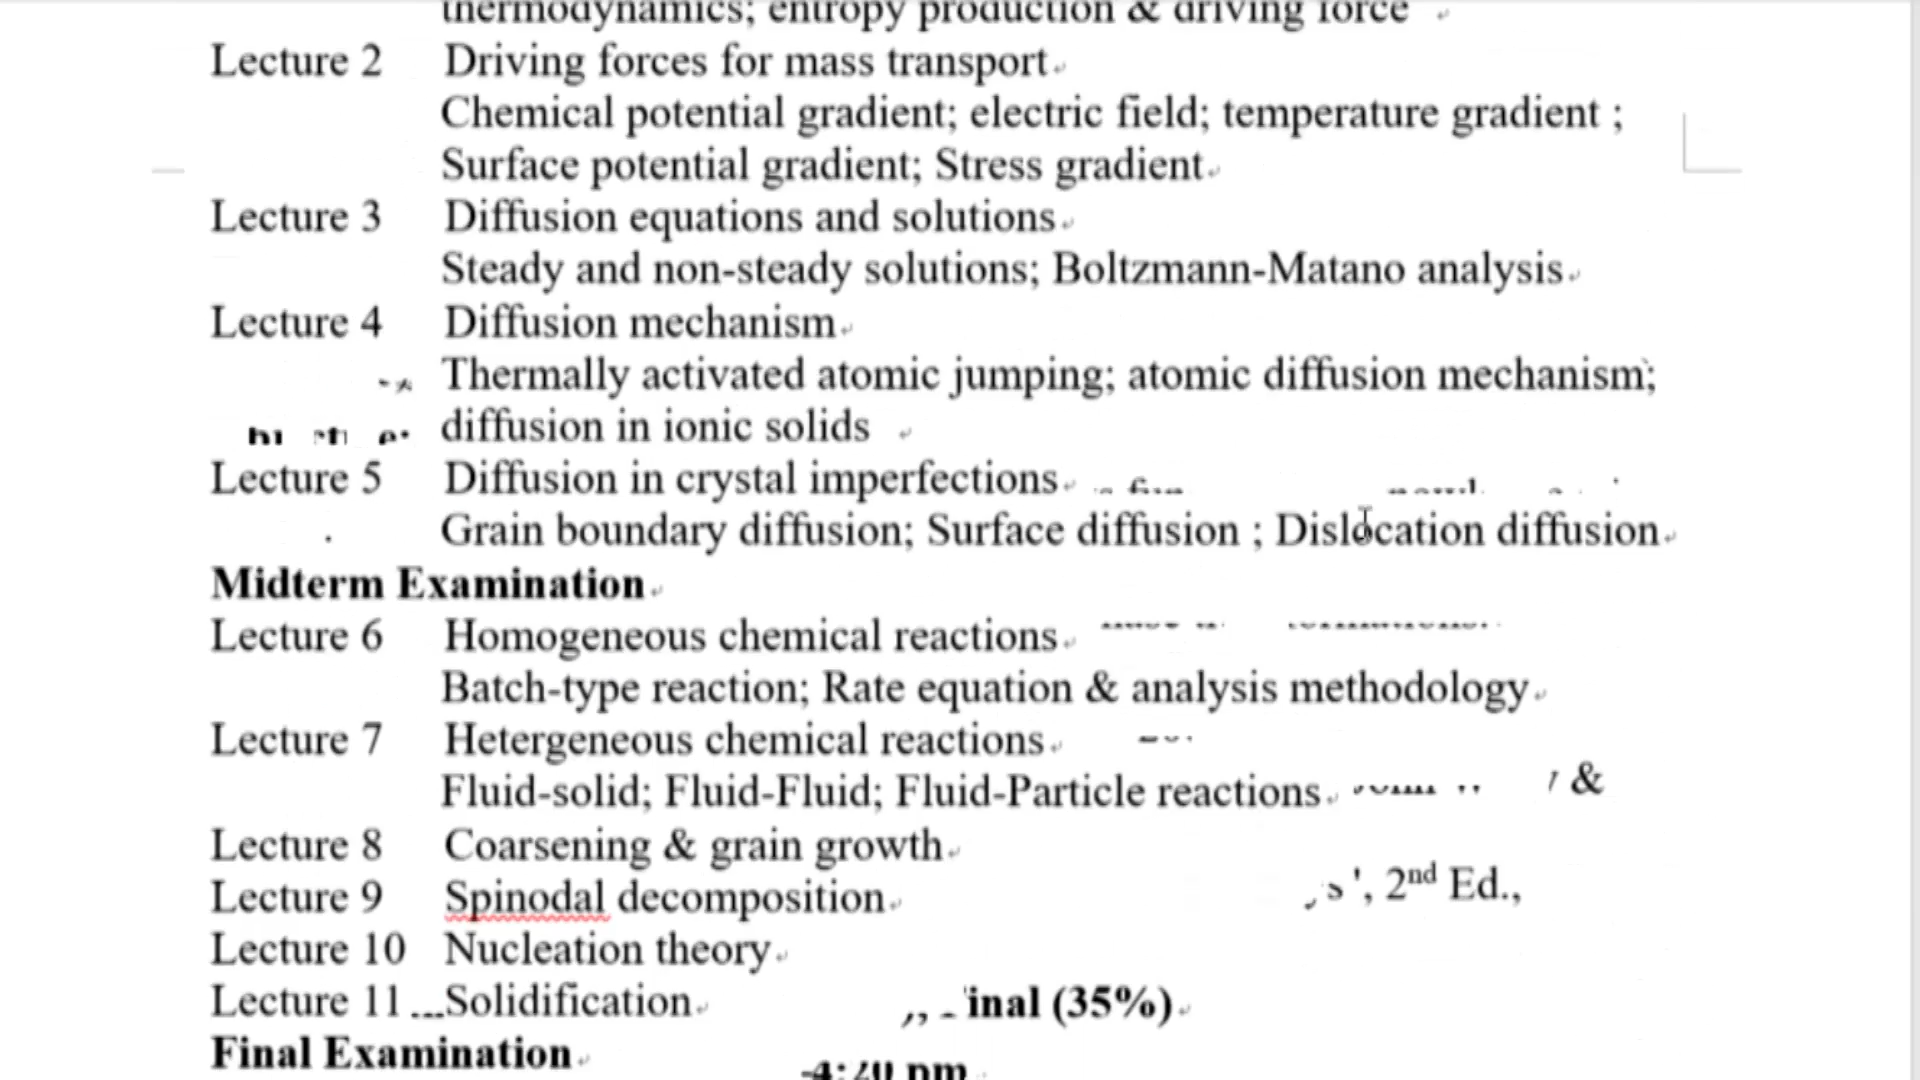 thermodynamics; entropy production & driving force
Lecture 2 Driving forces for mass transport
Chemical potential gradient; electric field; temperature gradient ;
Surface potential gradient; Stress gradient
Lecture 3 Diffusion equations and solutions
Steady and non-steady solutions; Boltzmann-Matano analysis
Lecture 4 Diffusion mechanism
Thermally activated atomic jumping; atomic diffusion mechanism;
diffusion in ionic solids
Lecture 5 Diffusion in crystal imperfections
Grain boundary diffusion; Surface diffusion ; Dislocation diffusion
Midterm Examination
Lecture 6 Homogeneous chemical reactions
Batch-type reaction; Rate equation & analysis methodology
Lecture 7 Hetergeneous chemical reactions
Fluid-solid; Fluid-Fluid; Fluid-Particle reactions &
Lecture 8 Coarsening & grain growth
Lecture 9 Spinodal decomposition , 2nd Ed.,
Lecture 10 Nucleation theory
Lecture 11 Solidification inal (35%)
Final Examination